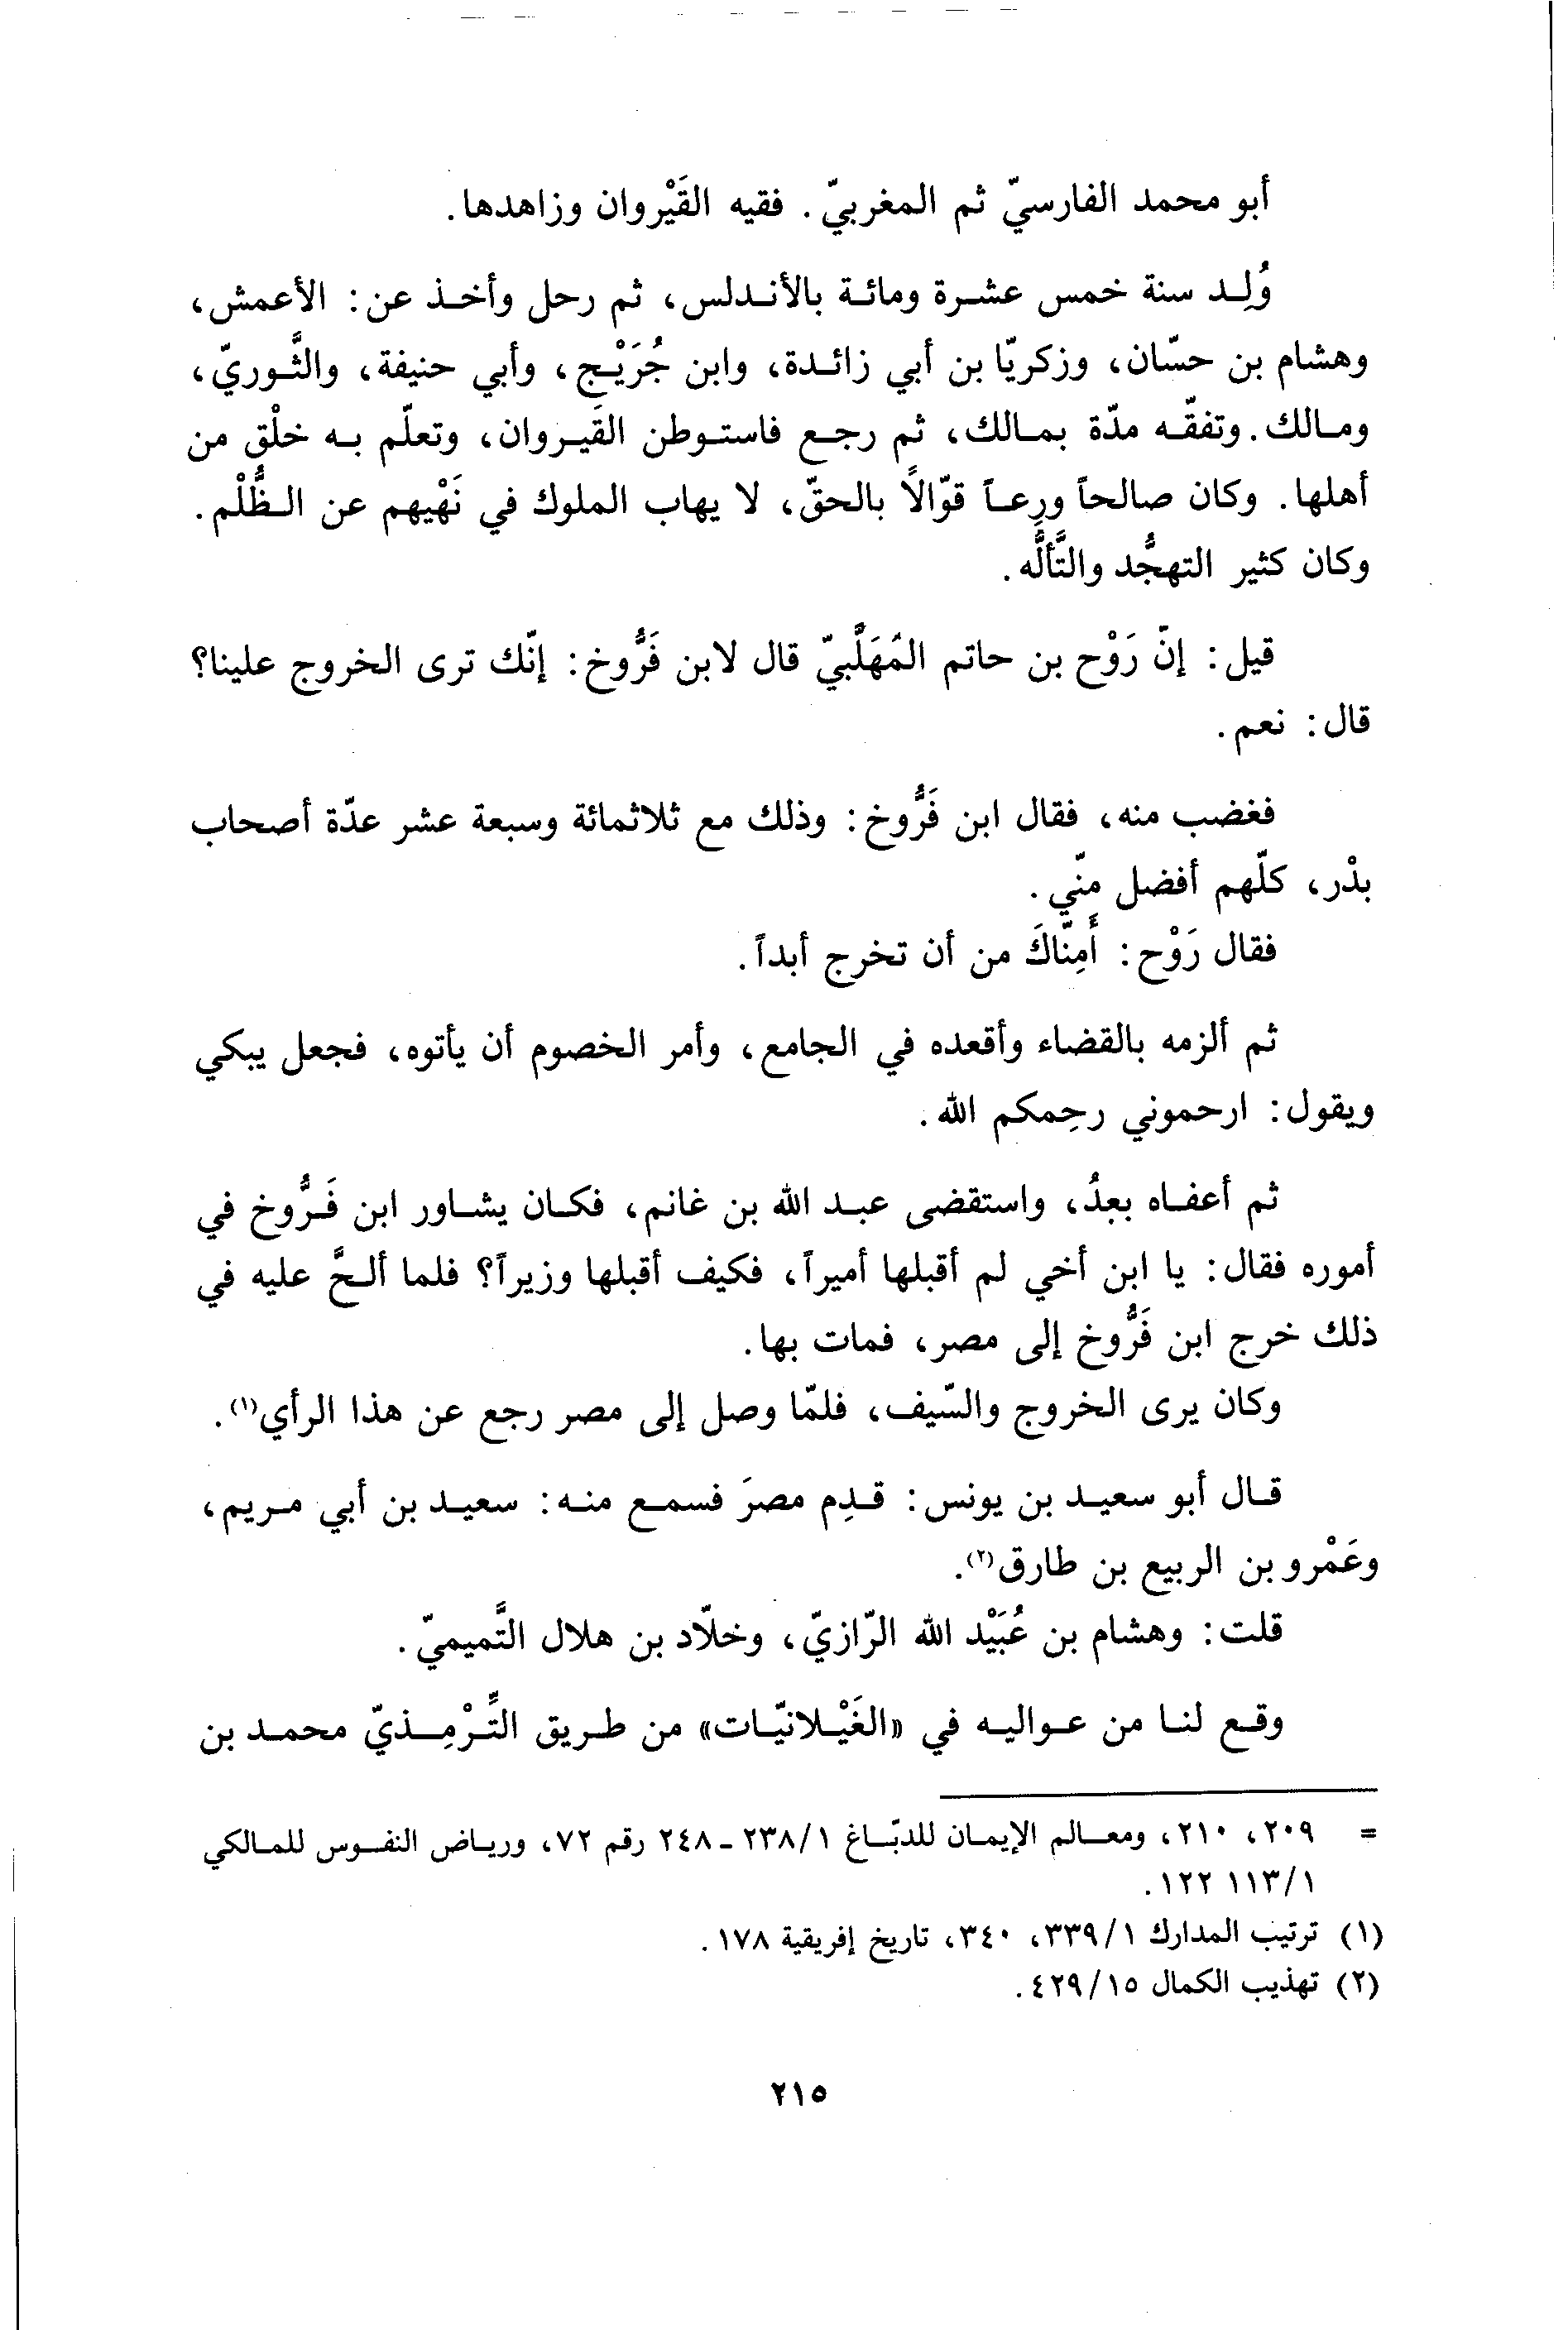 أبو محمد الفارسيّ ثم المغربيّ. فقيه القَيْروان وزاهدها.
وُلِد سنة خمس عشرة ومائة بالأندلس، ثم رحل وأخذ عن: الأعمش،
وهشام بن حسّان، وزكريّا بن أبي زائدة، وابن جُرَيْج، وأبي حنيفة، والثَّوريّ،
ومالك. وتفقّه مدّة بمالك، ثم رجع فاستوطن القَيروان، وتعلّم به خلْق من
أهلها. وكان صالحاً ورِعاً قوّالاً بالحقّ، لا يهاب الملوك في نَهْيهم عن الظُّلْم.
وكان كثير التهجُّد والتَّألُّه.
قيل: إنّ رَوْح بن حاتم المُهَلَّبيّ قال لابن فَرُّوخ: إنّك ترى الخروج علينا؟
قال: نعم.
فغضب منه، فقال ابن فَرُّوخ: وذلك مع ثلاثمائة وسبعة عشر عدّة أصحاب
بدْر، كلّهم أفضل منّي.
فقال رَوْح: أَمِنّاكَ من أن تخرج أبداً.
ثم ألزمه بالقضاء وأقعده في الجامع، وأمر الخصوم أن يأتوه، فجعل يبكي
ويقول: ارحموني رحِمكم الله.
ثم أعفاه بعدُ، واستقضى عبد الله بن غانم، فكان يشاور ابن فَرُّوخ في
أموره فقال: يا ابن أخي لم أقبلها أميراً، فكيف أقبلها وزيراً؟ فلما ألحَّ عليه في
ذلك خرج ابن فَرُّوخ إلى مصر، فمات بها.
وكان يرى الخروج والسّيف، فلمّا وصل إلى مصر رجع عن هذا الرأي(١).
قال أبو سعيد بن يونس: قدِم مصرَ فسمع منه: سعيد بن أبي مريم،
وعَمْرو بن الربيع بن طارق(٢).
قلت: وهشام بن عُبَيْد الله الرّازيّ، وخلّاد بن هلال التَّميميّ.
وقع لنا من عواليه في «الغَيْلانيّات» من طريق التِّرْمِذيّ محمد بن
= ٢٠٩، ٢١٠، ومعالم الإيمان للدبّاغ ٢٣٨/١ - ٢٤٨ رقم ٧٢، ورياض النفوس للمالكي
١١٣/١ ١٢٢.
(١) ترتيب المدارك ٣٣٩/١، ٣٤٠، تاريخ إفريقية ١٧٨.
(٢) تهذيب الكمال ٤٢٩/١٥.
٢١٥